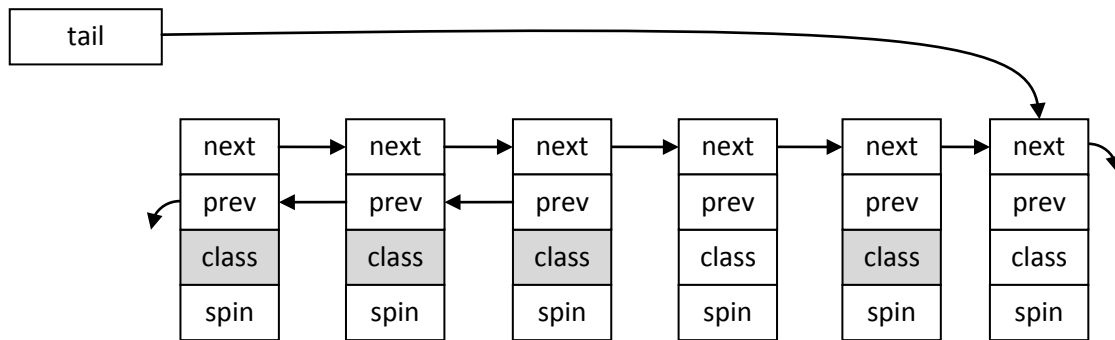 tail
next next next next next next
prev prev prev prev prev prev
class class class class class class
spin spin spin spin spin spin